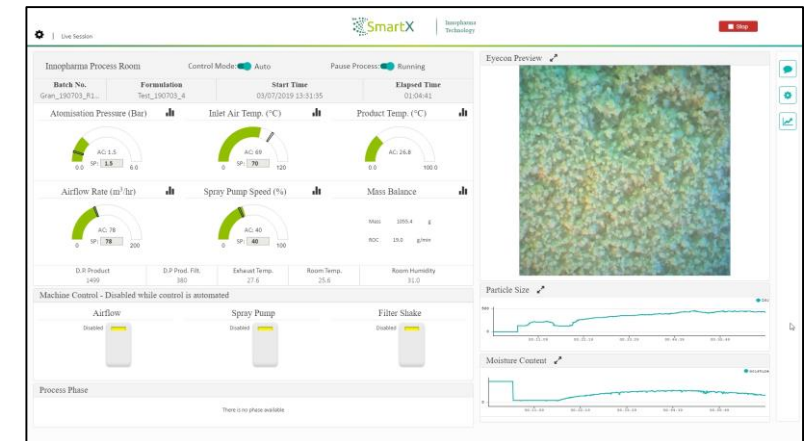 SmartX
Innopharma
Technology
Stop
Live Session
Innopharma Process Room
Control Mode: Auto
Pause Process: Running
Batch No.
Formulation
Start Time
Elapsed Time
Gran_190703_R1...
Test_190703_4
03/07/2019 13:31:35
01:04:41
Atomisation Pressure (Bar)
Inlet Air Temp. (°C)
Product Temp. (°C)
AC: 1.5
SP: 1.5
0.0
6.0
AC: 69
SP: 70
0
120
AC: 26.8
0.0
100.0
Airflow Rate (m³/hr)
Spray Pump Speed (%)
Mass Balance
AC: 78
SP: 78
0
200
AC: 40
SP: 40
0
100
Mass 1093.4 g
ROC 19.0 g/min
D.P. Product
D.P Prod. Filt.
Exhaust Temp.
Room Temp.
Room Humidity
1499
380
27.6
25.6
31.0
Machine Control - Disabled while control is automated
Airflow
Spray Pump
Filter Shake
Disabled
Disabled
Disabled
Process Phase
There is no phase available
Eyecon Preview
Particle Size
Moisture Content